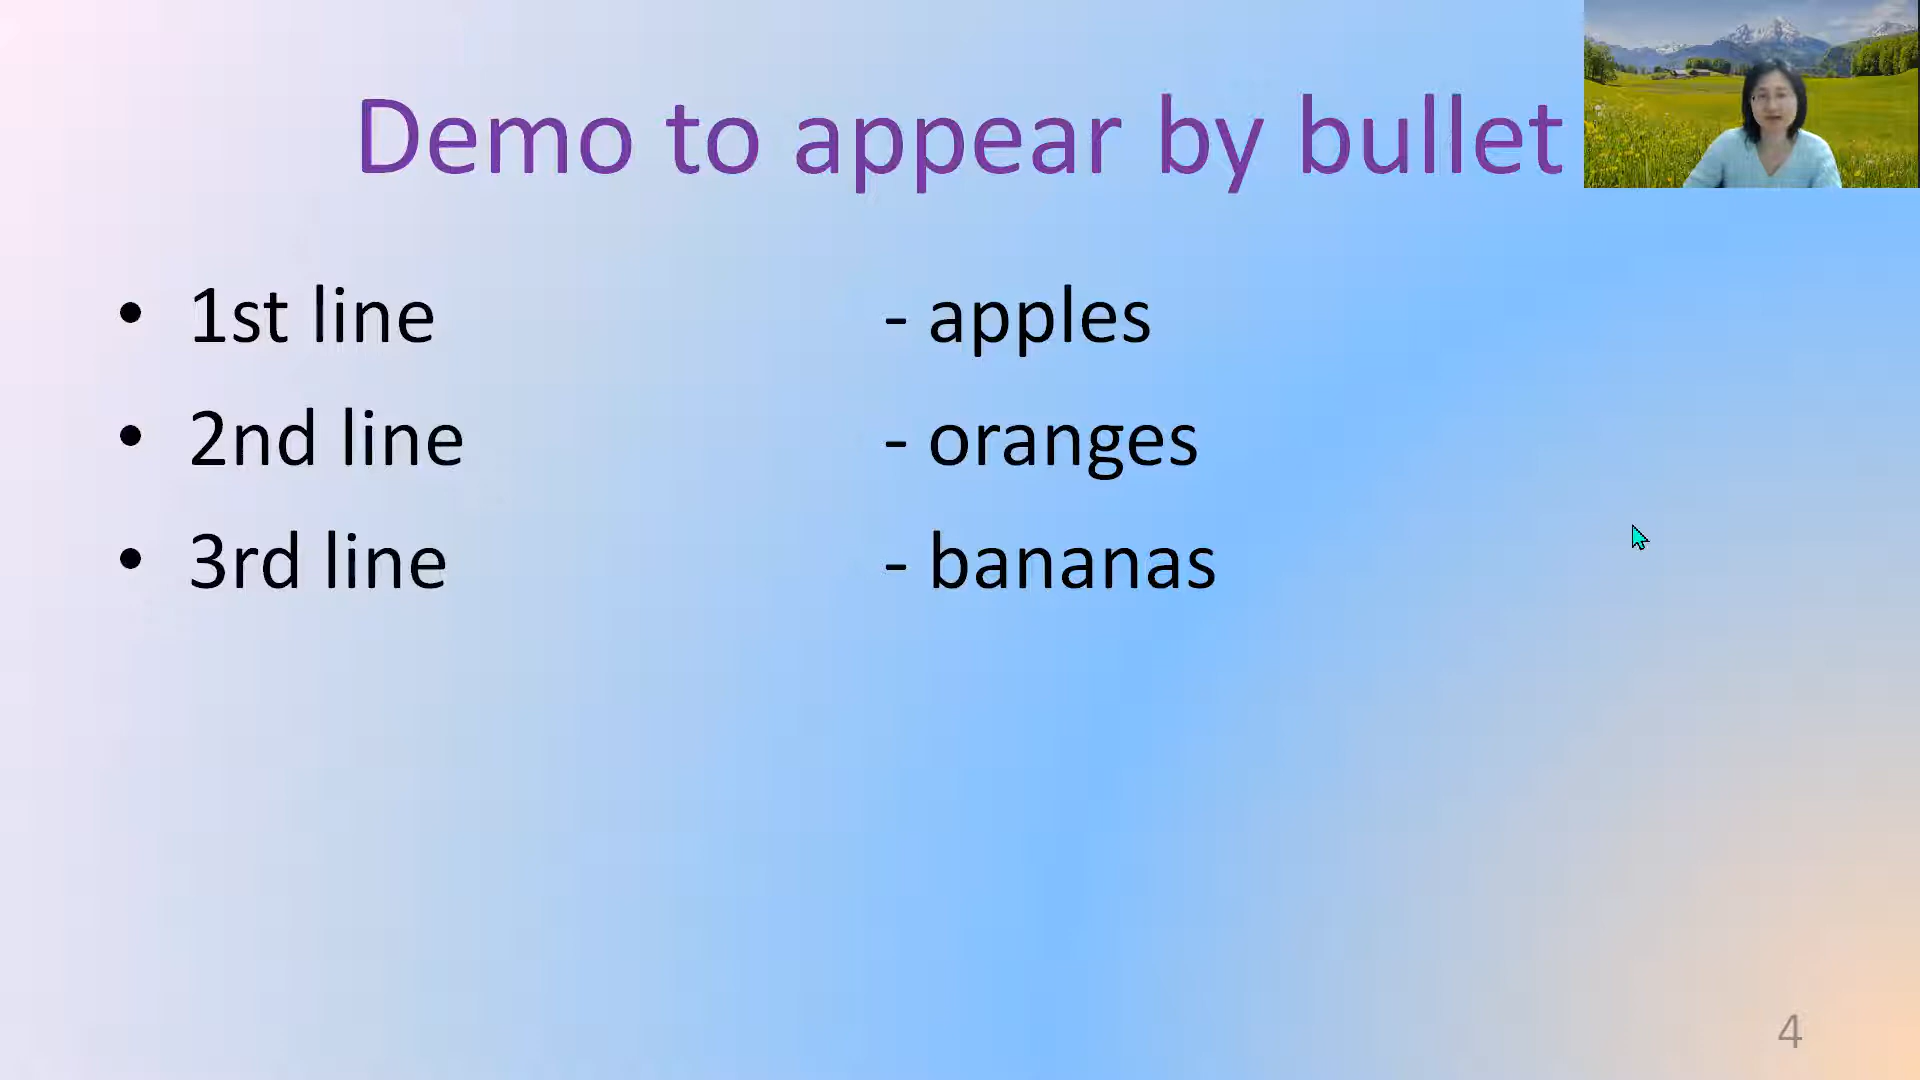 Demo to appear by bullet
• 1st line - apples
• 2nd line - oranges
• 3rd line - bananas
4